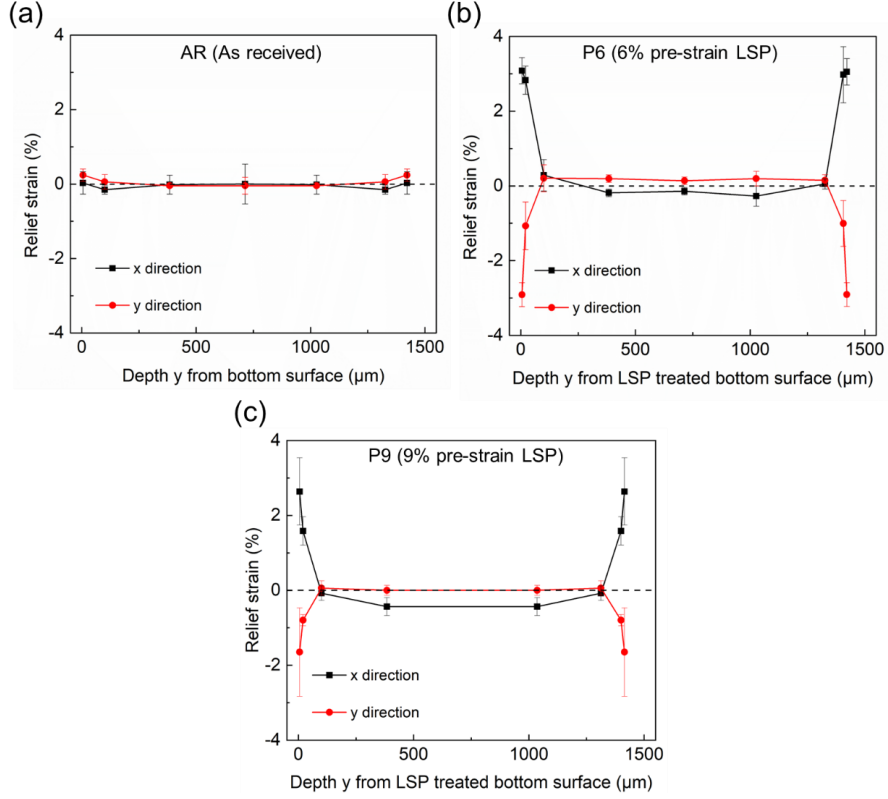 (a)
AR (As received)
4
2
0
-2
-4
Relief strain (%)
x direction
y direction
0
500
1000
1500
Depth y from bottom surface (μm)
(b)
P6 (6% pre-strain LSP)
4
2
0
-2
-4
Relief strain (%)
x direction
y direction
0
500
1000
1500
Depth y from LSP treated bottom surface (μm)
(c)
P9 (9% pre-strain LSP)
4
2
0
-2
-4
Relief strain (%)
x direction
y direction
0
500
1000
1500
Depth y from LSP treated bottom surface (μm)